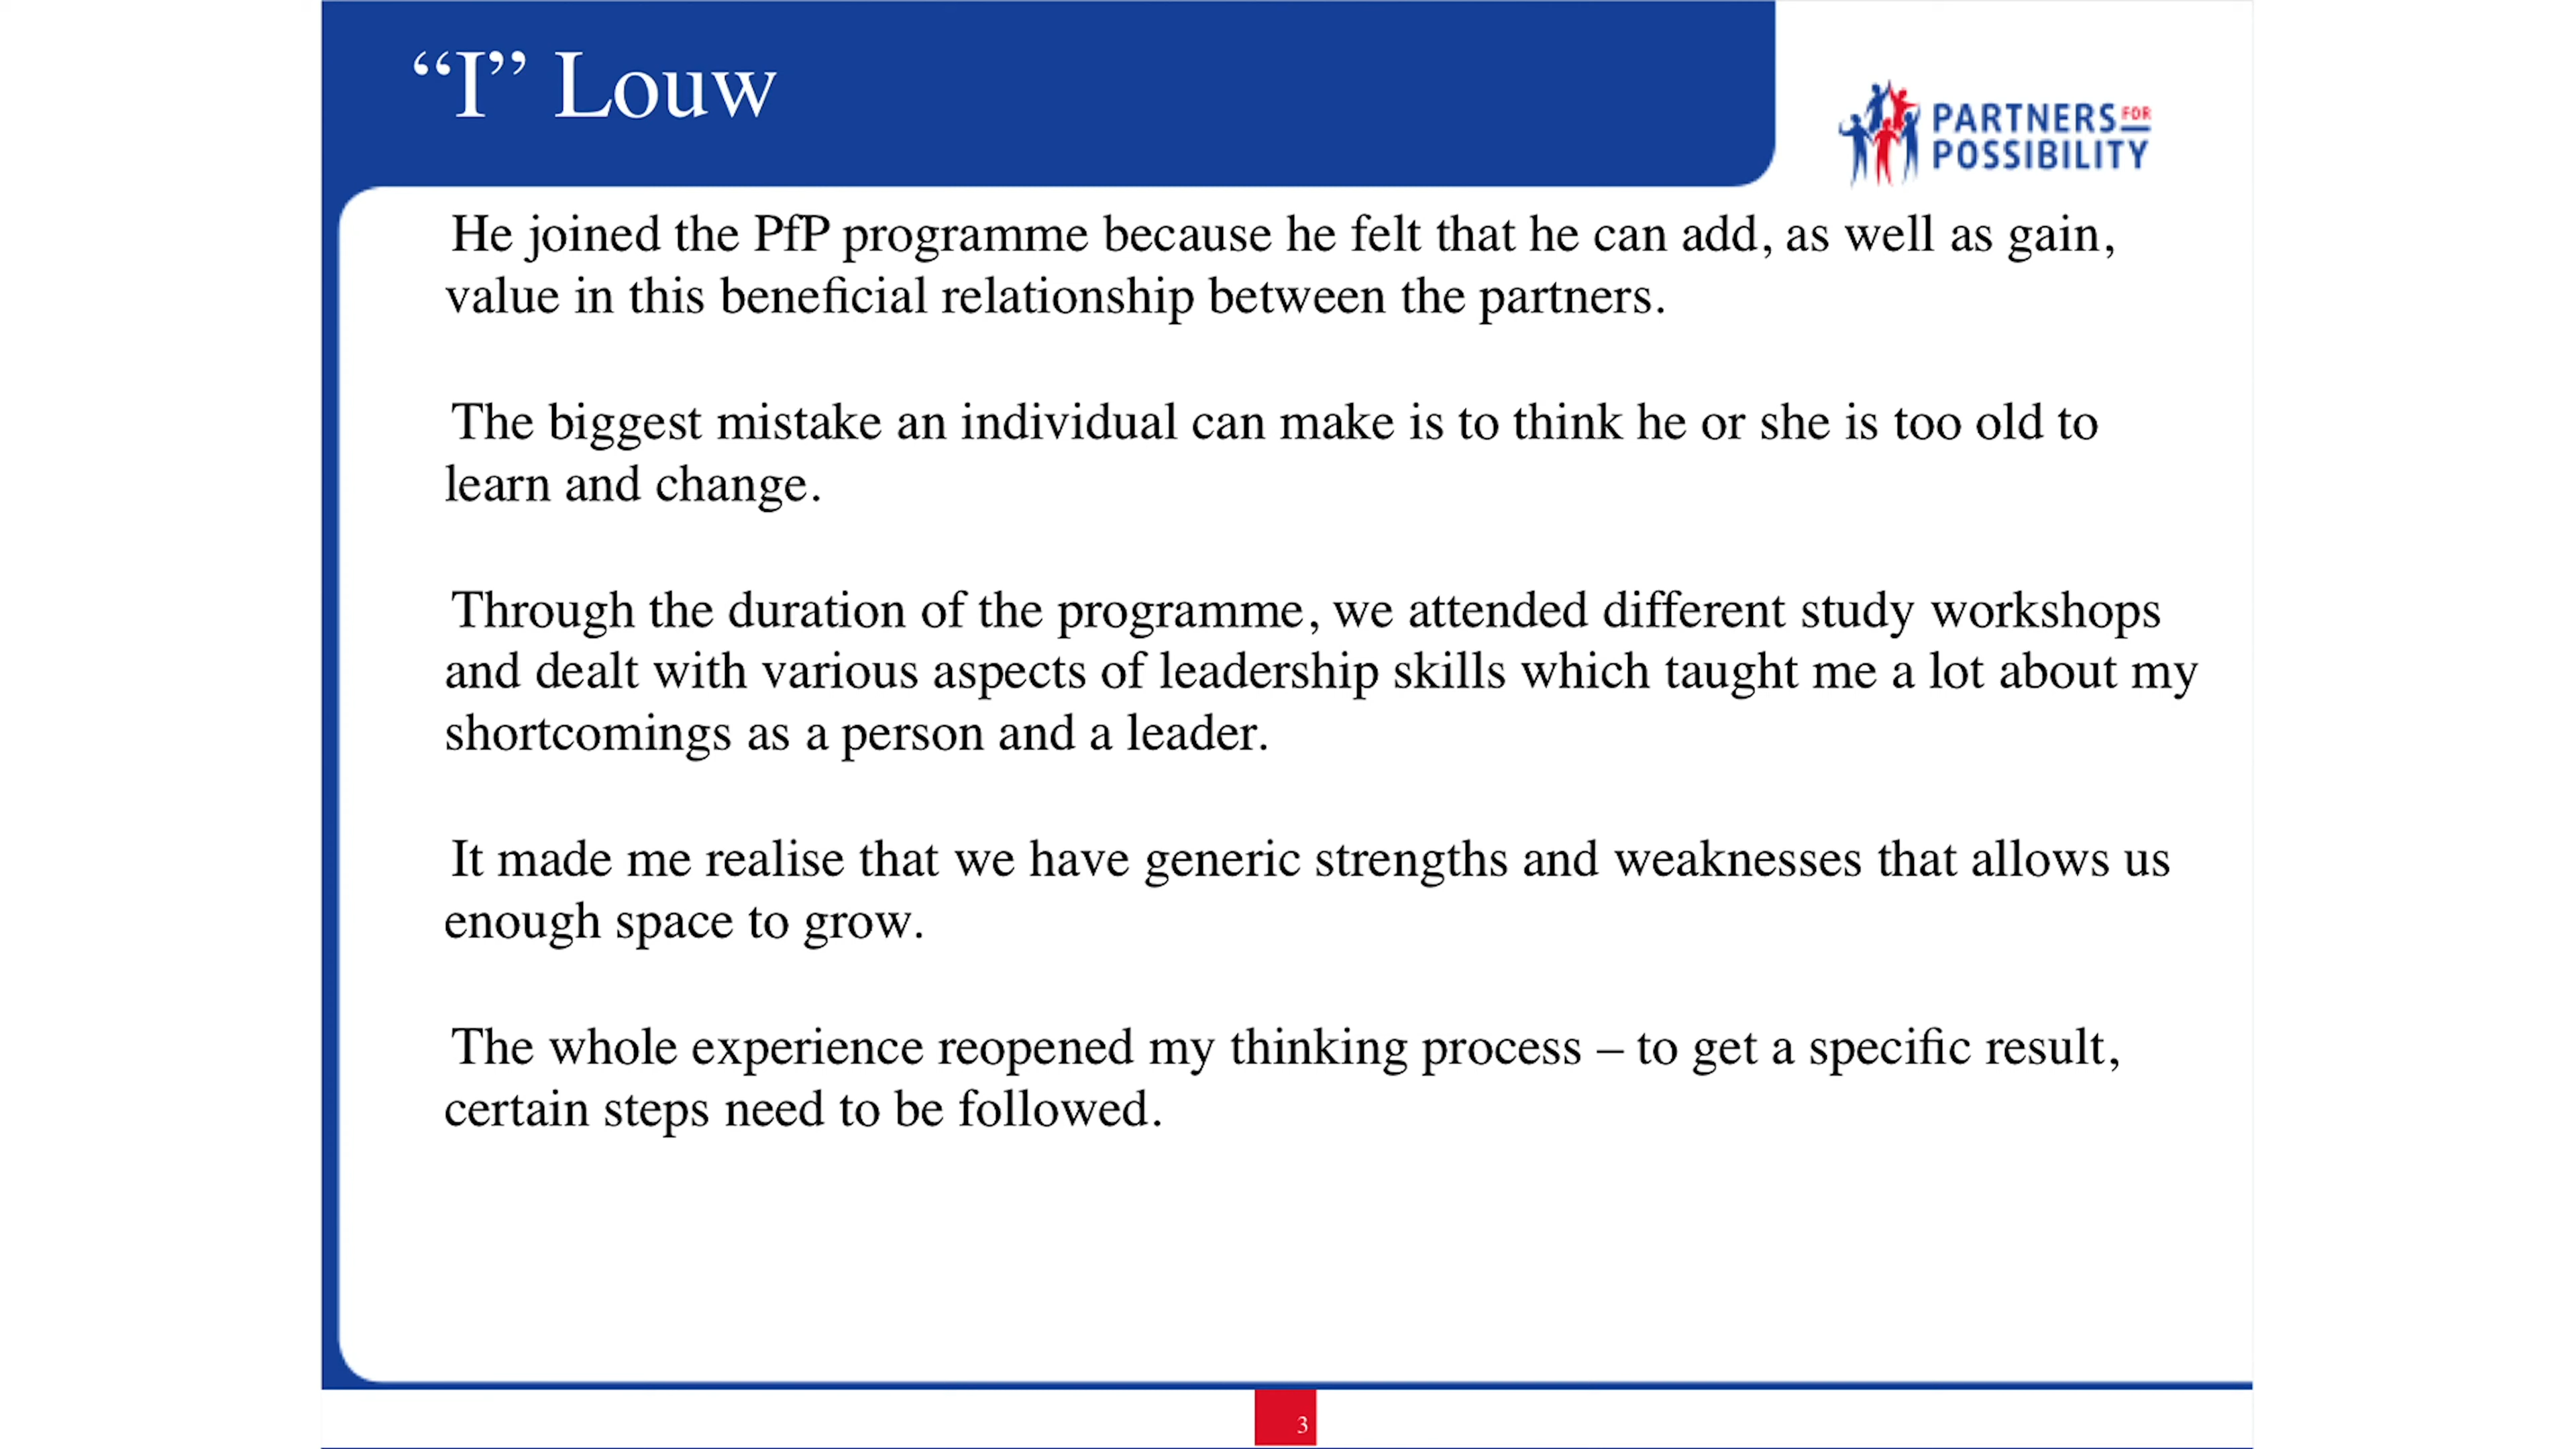 “I” Louw
PARTNERS FOR
POSSIBILITY
He joined the PfP programme because he felt that he can add, as well as gain,
value in this beneficial relationship between the partners.
The biggest mistake an individual can make is to think he or she is too old to
learn and change.
Through the duration of the programme, we attended different study workshops
and dealt with various aspects of leadership skills which taught me a lot about my
shortcomings as a person and a leader.
It made me realise that we have generic strengths and weaknesses that allows us
enough space to grow.
The whole experience reopened my thinking process – to get a specific result,
certain steps need to be followed.
3